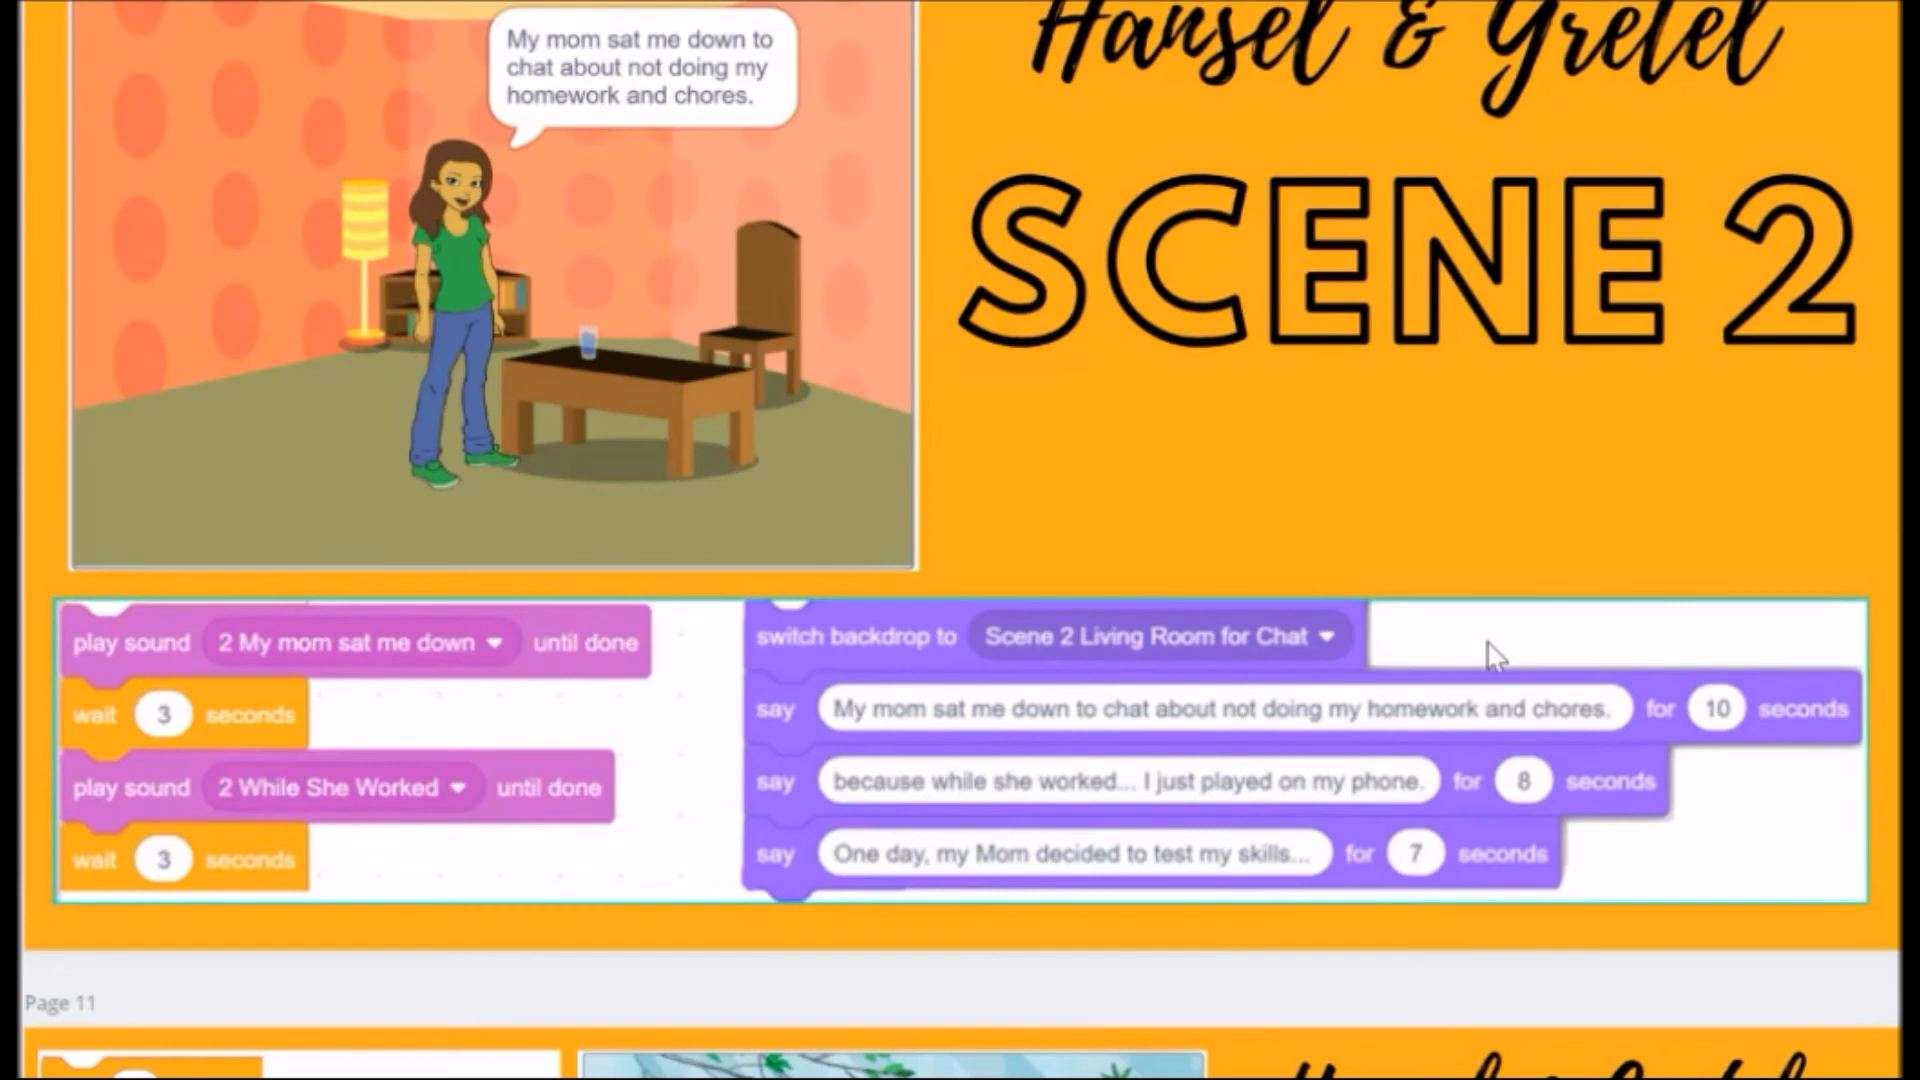 My mom sat me down to
chat about not doing my
homework and chores.
Hansel & Gretel
SCENE 2
play sound 2 My mom sat me down until done
wait 3 seconds
play sound 2 While She Worked until done
wait 3 seconds
switch backdrop to Scene 2 Living Room for Chat
say My mom sat me down to chat about not doing my homework and chores. for 10 seconds
say because while she worked... I just played on my phone. for 8 seconds
say One day, my Mom decided to test my skills... for 7 seconds
Page 11